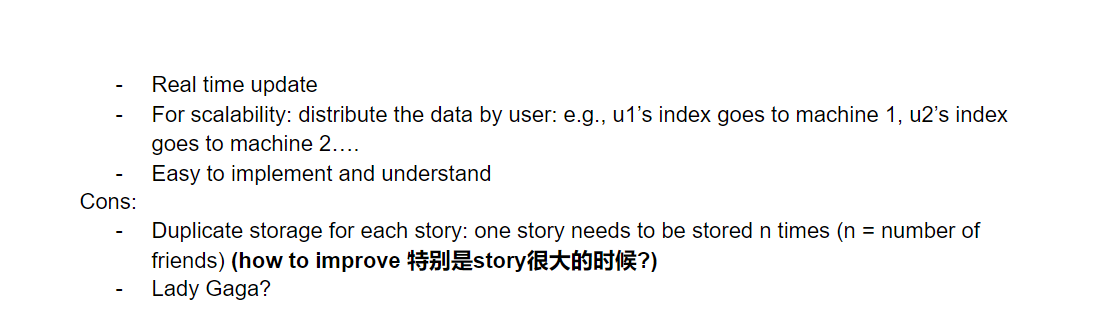 - Real time update
- For scalability: distribute the data by user: e.g., u1’s index goes to machine 1, u2’s index
goes to machine 2….
- Easy to implement and understand
Cons:
- Duplicate storage for each story: one story needs to be stored n times (n = number of
friends) (how to improve 特别是story很大的时候?)
- Lady Gaga?